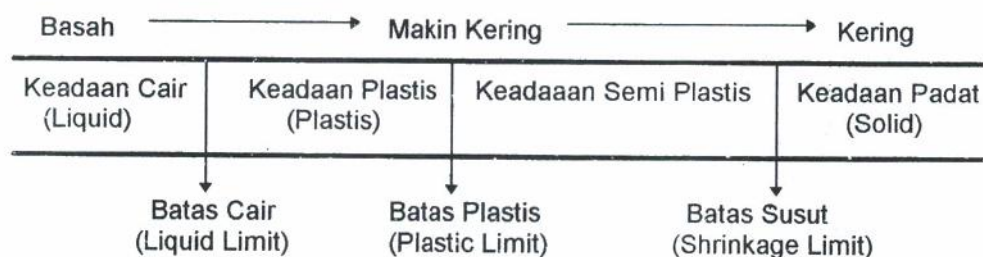 Basah Makin Kering Kering
Keadaan Cair Keadaan Plastis Keadaaan Semi Plastis Keadaan Padat
(Liquid) (Plastis) (Solid)
Batas Cair Batas Plastis Batas Susut
(Liquid Limit) (Plastic Limit) (Shrinkage Limit)